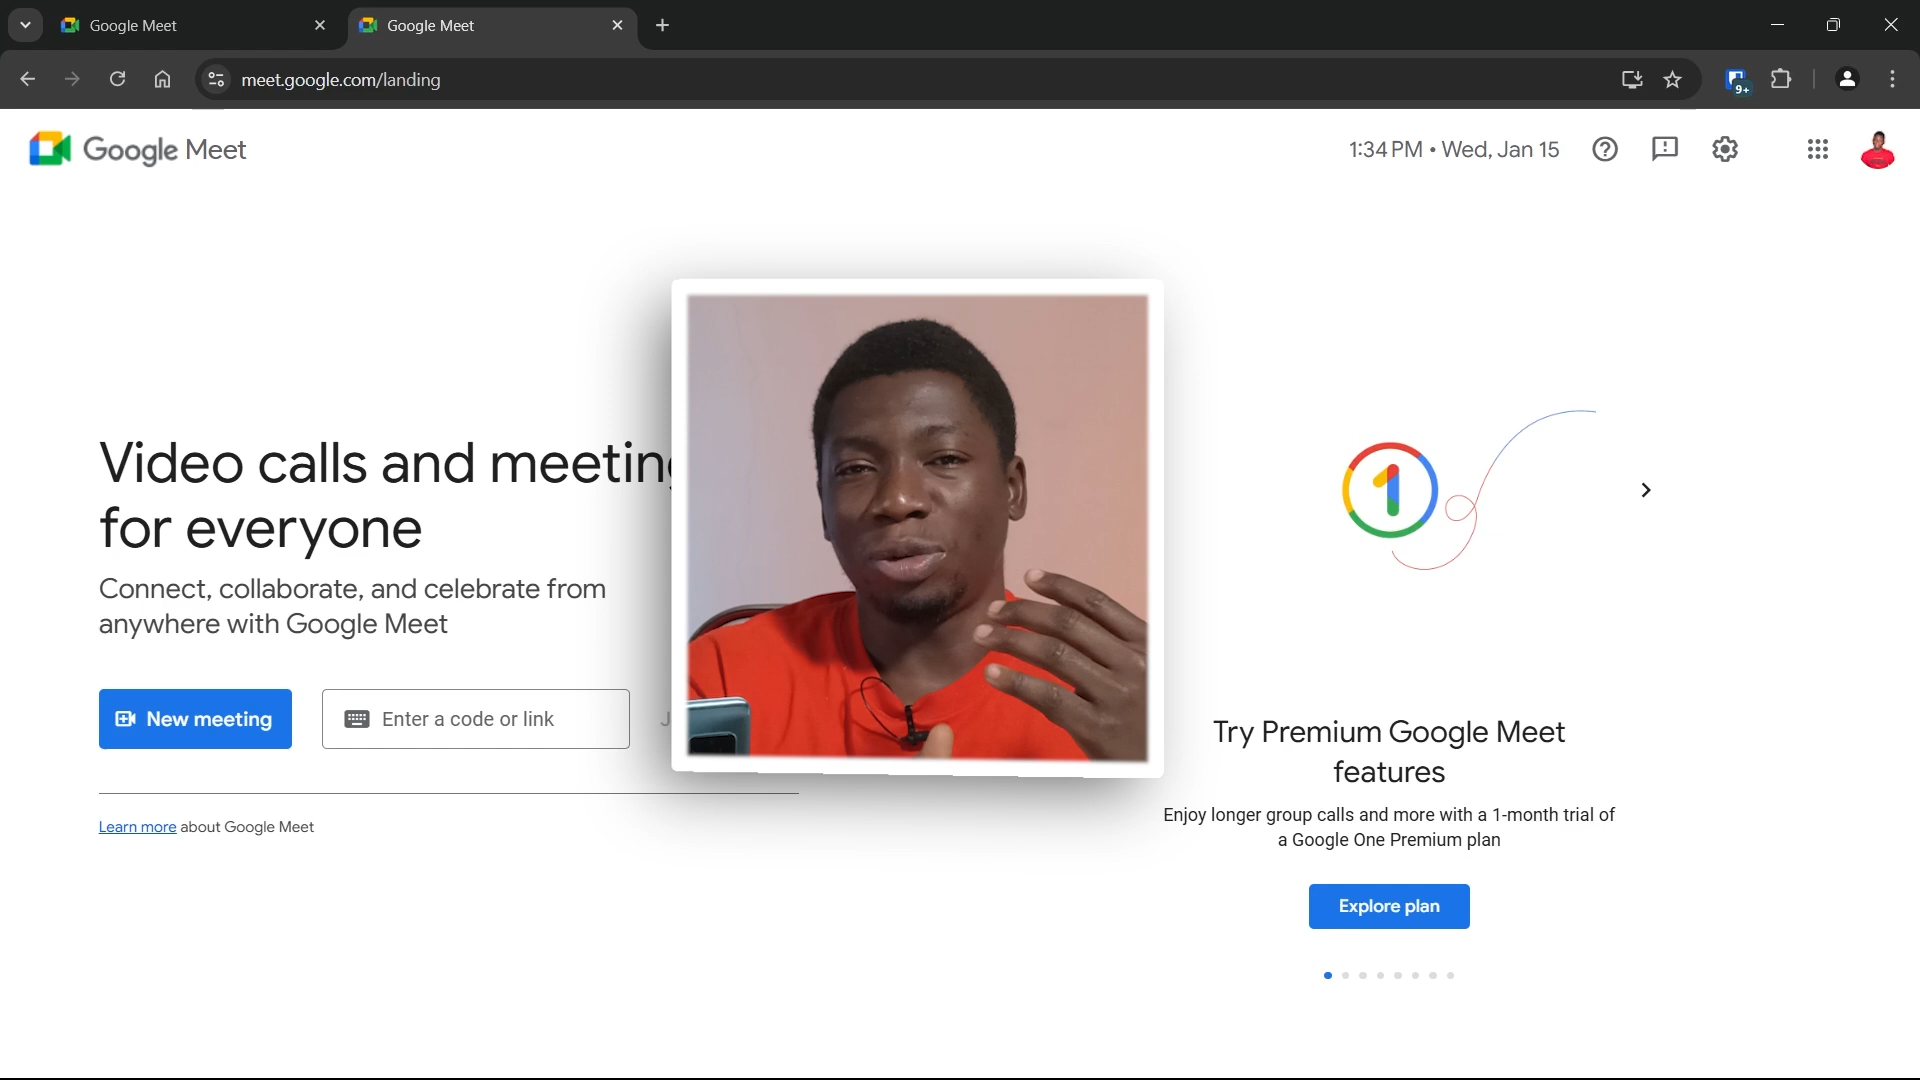 Google Meet
Google Meet
meet.google.com/landing
9+
Google Meet
1:34 PM • Wed, Jan 15
Video calls and meeting
for everyone
Connect, collaborate, and celebrate from
anywhere with Google Meet
New meeting
Enter a code or link
J
Learn more about Google Meet
1
Try Premium Google Meet
features
Enjoy longer group calls and more with a 1-month trial of
a Google One Premium plan
Explore plan